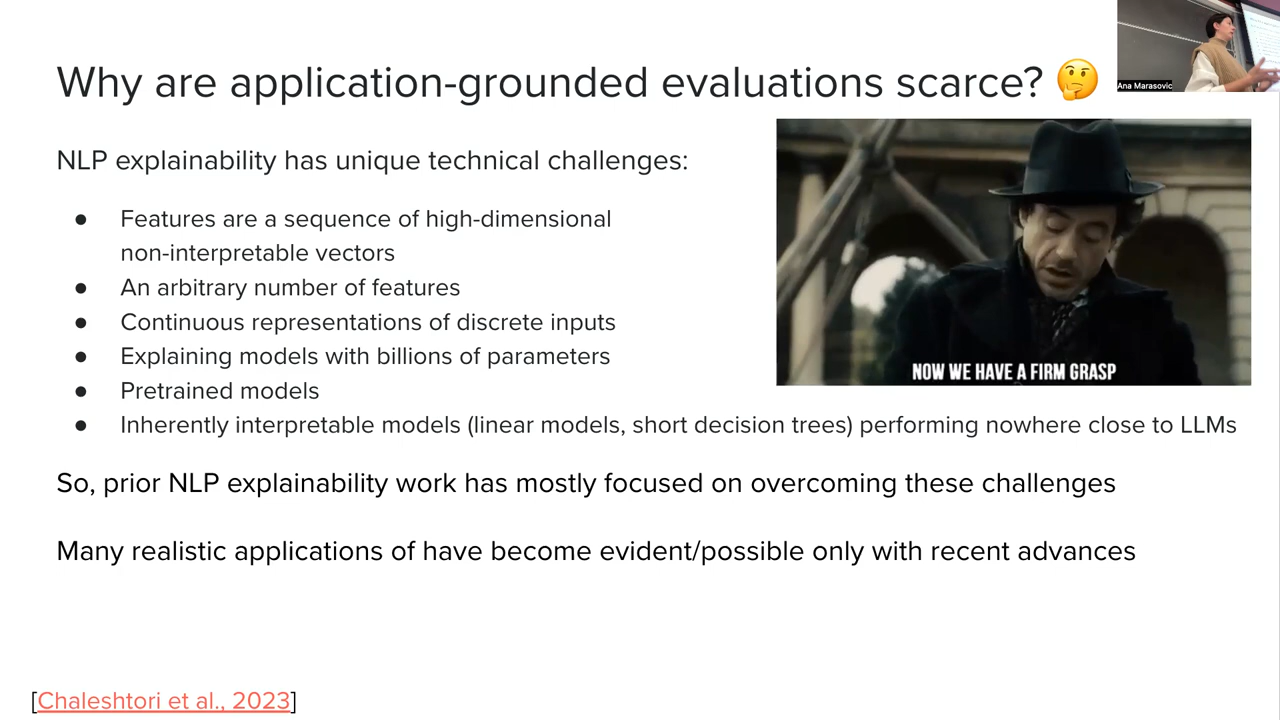 Why are application-grounded evaluations scarce? 🤔
Ana Marasovic
NLP explainability has unique technical challenges:
● Features are a sequence of high-dimensional
non-interpretable vectors
● An arbitrary number of features
● Continuous representations of discrete inputs
● Explaining models with billions of parameters
● Pretrained models
● Inherently interpretable models (linear models, short decision trees) performing nowhere close to LLMs
NOW WE HAVE A FIRM GRASP
So, prior NLP explainability work has mostly focused on overcoming these challenges
Many realistic applications of have become evident/possible only with recent advances
[Chaleshtori et al., 2023]